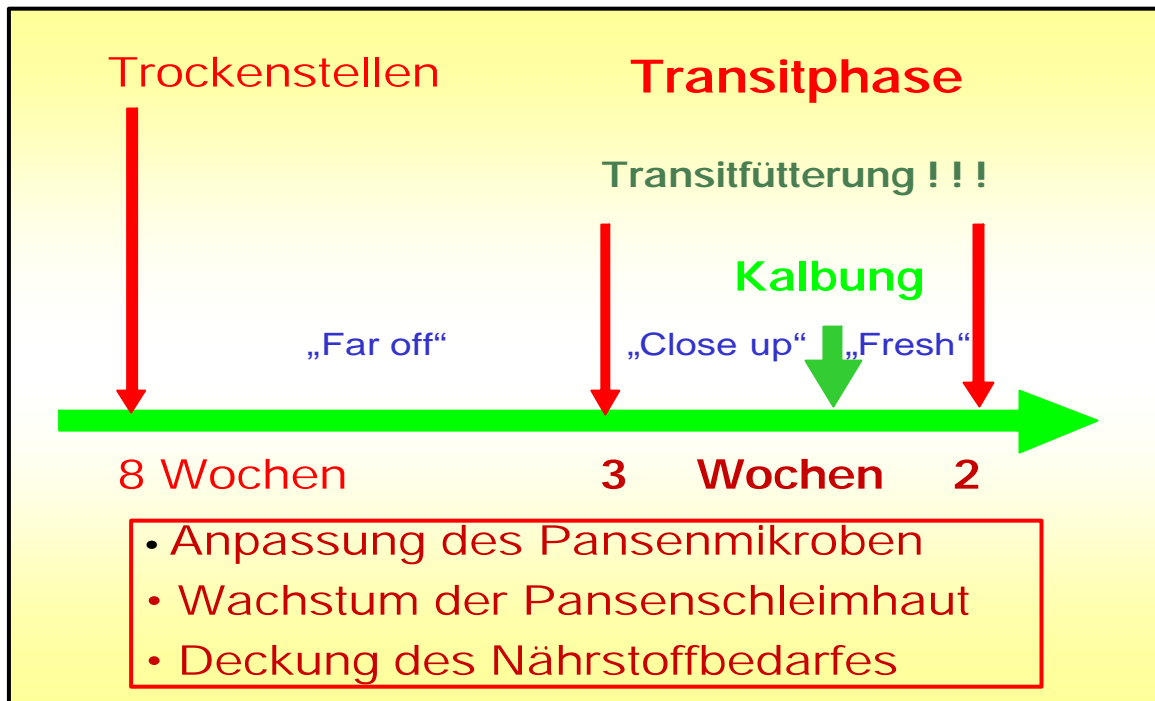 Trockenstellen
Transitphase
Transitfütterung ! ! !
Kalbung
„Far off“
„Close up“
„Fresh“
8 Wochen
3 Wochen 2
• Anpassung des Pansenmikroben
• Wachstum der Pansenschleimhaut
• Deckung des Nährstoffbedarfes